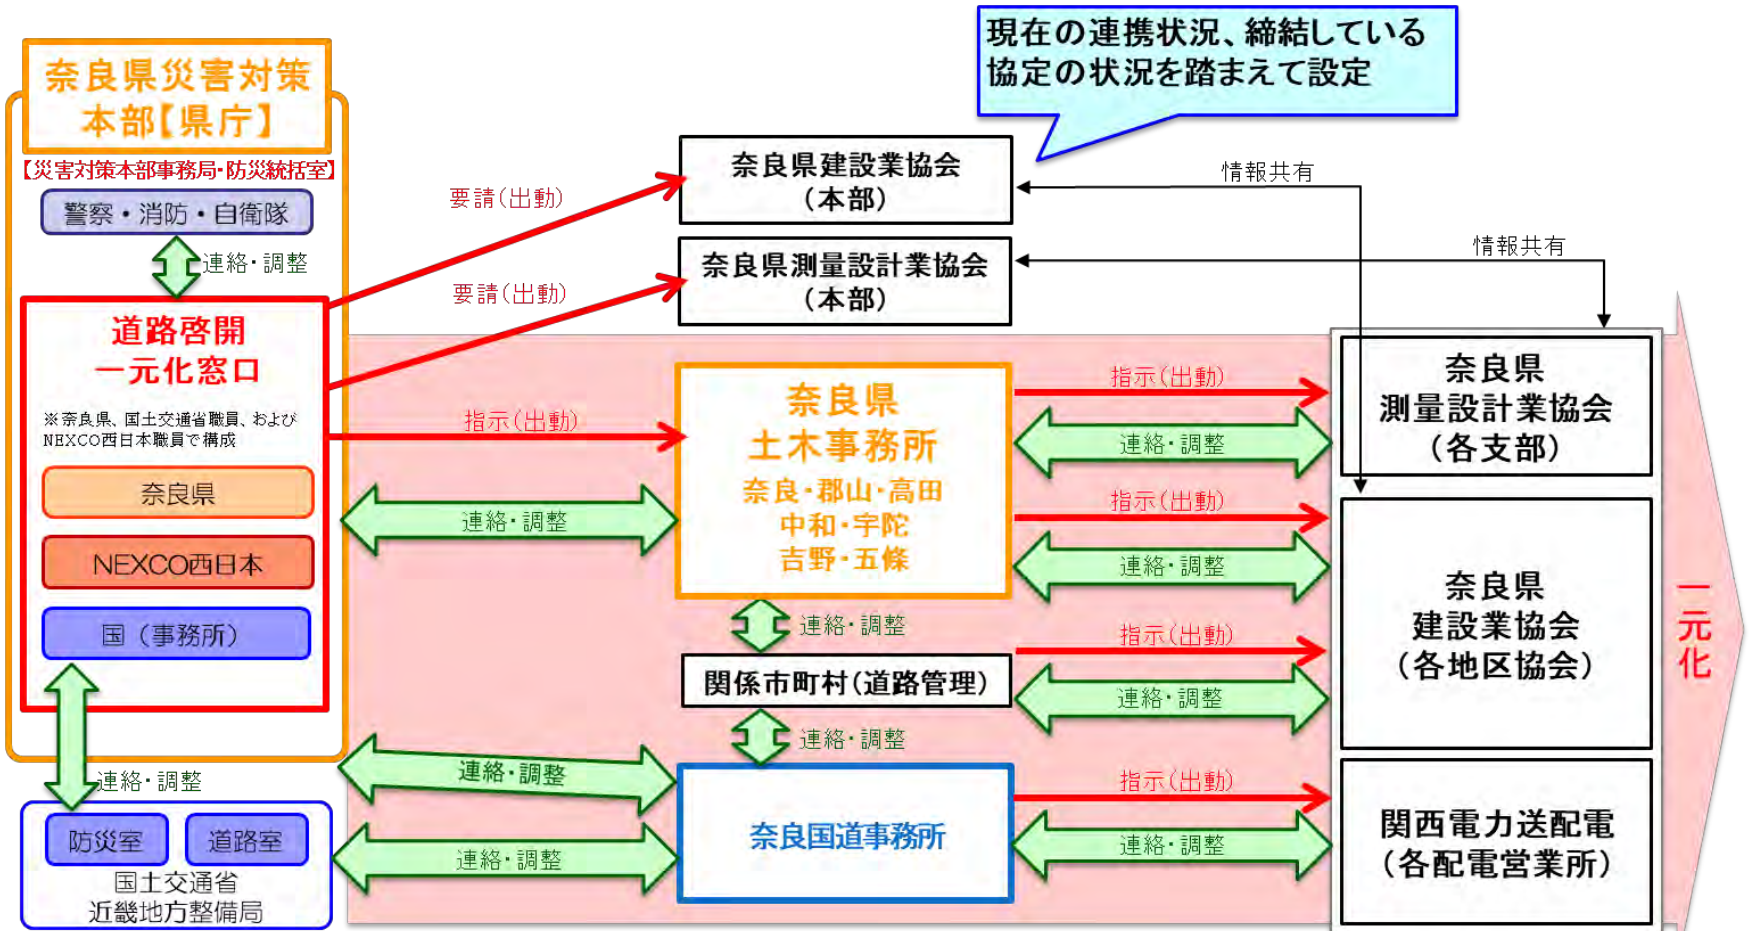 現在の連携状況、締結している
協定の状況を踏まえて設定
奈良県災害対策
本部【県庁】
【災害対策本部事務局・防災統括室】
警察・消防・自衛隊
連絡・調整
道路啓開
一元化窓口
※奈良県、国土交通省職員、および
NEXCO西日本職員で構成
奈良県
NEXCO西日本
国（事務所）
連絡・調整
防災室
道路室
国土交通省
近畿地方整備局
要請(出動)
要請(出動)
指示(出動)
連絡・調整
連絡・調整
連絡・調整
奈良県建設業協会
（本部）
奈良県測量設計業協会
（本部）
奈良県
土木事務所
奈良・郡山・高田
中和・宇陀
吉野・五條
連絡・調整
関係市町村(道路管理)
連絡・調整
奈良国道事務所
情報共有
情報共有
指示(出動)
連絡・調整
指示(出動)
連絡・調整
指示(出動)
連絡・調整
指示(出動)
連絡・調整
奈良県
測量設計業協会
（各支部）
奈良県
建設業協会
（各地区協会）
関西電力送配電
（各配電営業所）
一元化